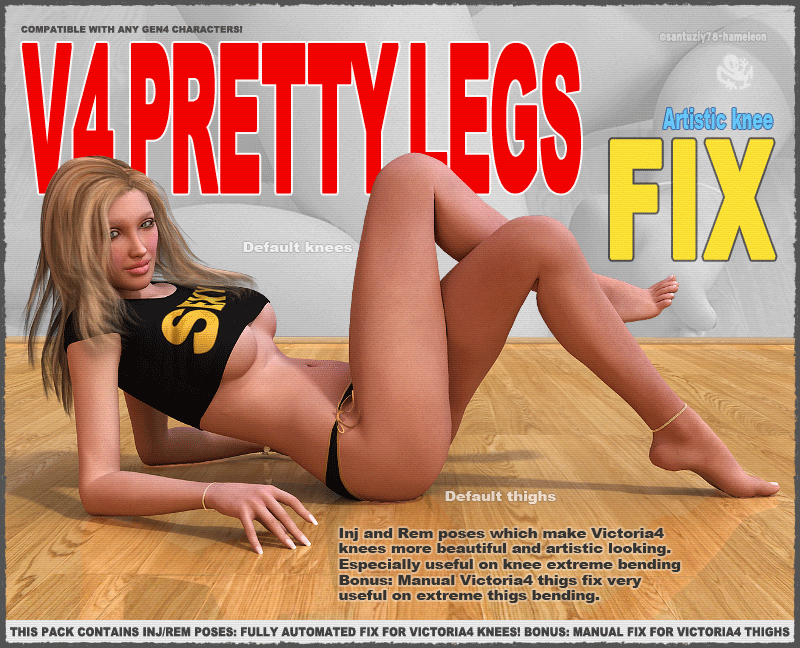 COMPATIBLE WITH ANY GEN4 CHARACTERS!
©santuziy78-hameleon
V4 PRETTY LEGS
Artistic knee
FIX
Default knees
SEXY
Default thighs
Inj and Rem poses which make Victoria4
knees more beautiful and artistic looking.
Especially useful on knee extreme bending
Bonus: Manual Victoria4 thigs fix very
useful on extreme thigs bending.
THIS PACK CONTAINS INJ/REM POSES: FULLY AUTOMATED FIX FOR VICTORIA4 KNEES! BONUS: MANUAL FIX FOR VICTORIA4 THIGHS